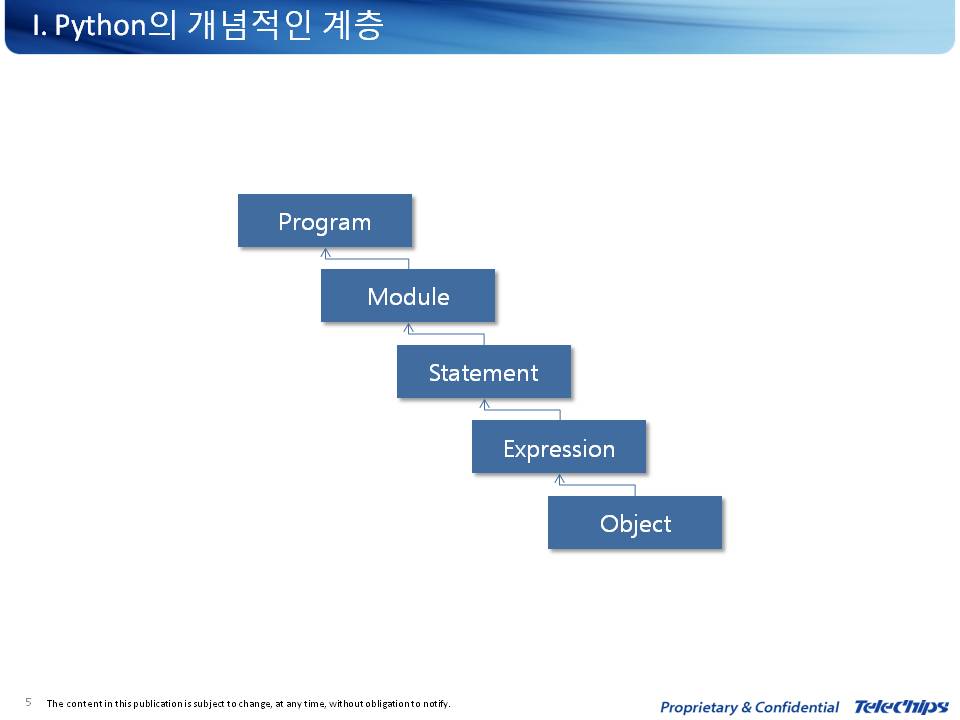 I. Python의 개념적인 계층
Program
Module
Statement
Expression
Object
5 The content in this publication is subject to change, at any time, without obligation to notify.
Proprietary & Confidential TELECHIPS